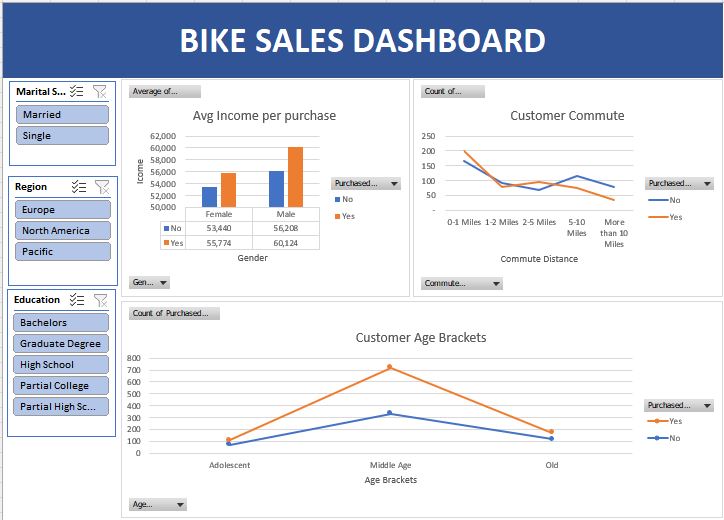 BIKE SALES DASHBOARD
Marital S...
Married
Single
Region
Europe
North America
Pacific
Education
Bachelors
Graduate Degree
High School
Partial College
Partial High Sc...
Average of...
Avg Income per purchase
62,000
60,000
58,000
56,000
54,000
52,000
50,000
Icome
Female Male
No 53,440 56,208
Yes 55,774 60,124
Gender
Purchased...
No
Yes
Gen...
Count of...
Customer Commute
250
200
150
100
50
-
0-1 Miles 1-2 Miles 2-5 Miles 5-10 Miles More than 10 Miles
Commute Distance
Purchased...
No
Yes
Commute...
Count of Purchased...
Customer Age Brackets
800
700
600
500
400
300
200
100
0
Adolescent Middle Age Old
Age Brackets
Purchased...
Yes
No
Age...